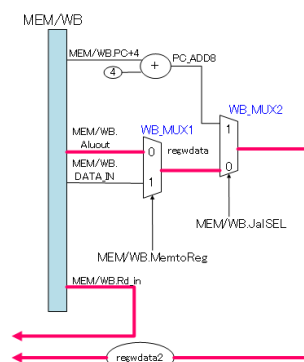 MEM/WB
MEM/WB.PC+4
PC_ADD8
4
+
WB_MUX2
MEM/WB.
Aluout
WB_MUX1
1
0
regwdata
0
MEM/WB.
DATA_IN
1
MEM/WB.JalSEL
MEM/WB.MemtoReg
MEM/WB.Rd_in
regwdata2